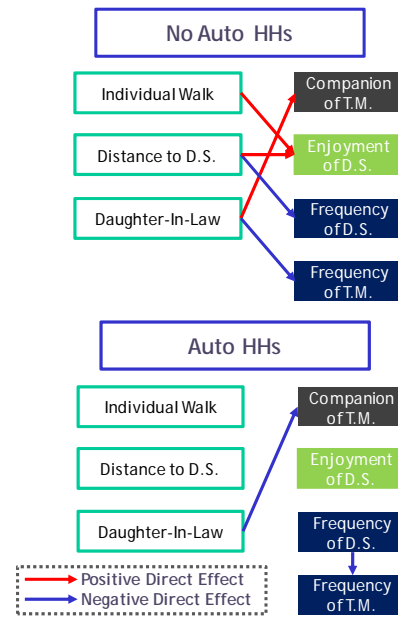 No Auto HHs
Individual Walk
Companion
of T.M.
Distance to D.S.
Enjoyment
of D.S.
Daughter-In-Law
Frequency
of D.S.
Frequency
of T.M.
Auto HHs
Individual Walk
Companion
of T.M.
Distance to D.S.
Enjoyment
of D.S.
Daughter-In-Law
Frequency
of D.S.
Positive Direct Effect
Negative Direct Effect
Frequency
of T.M.